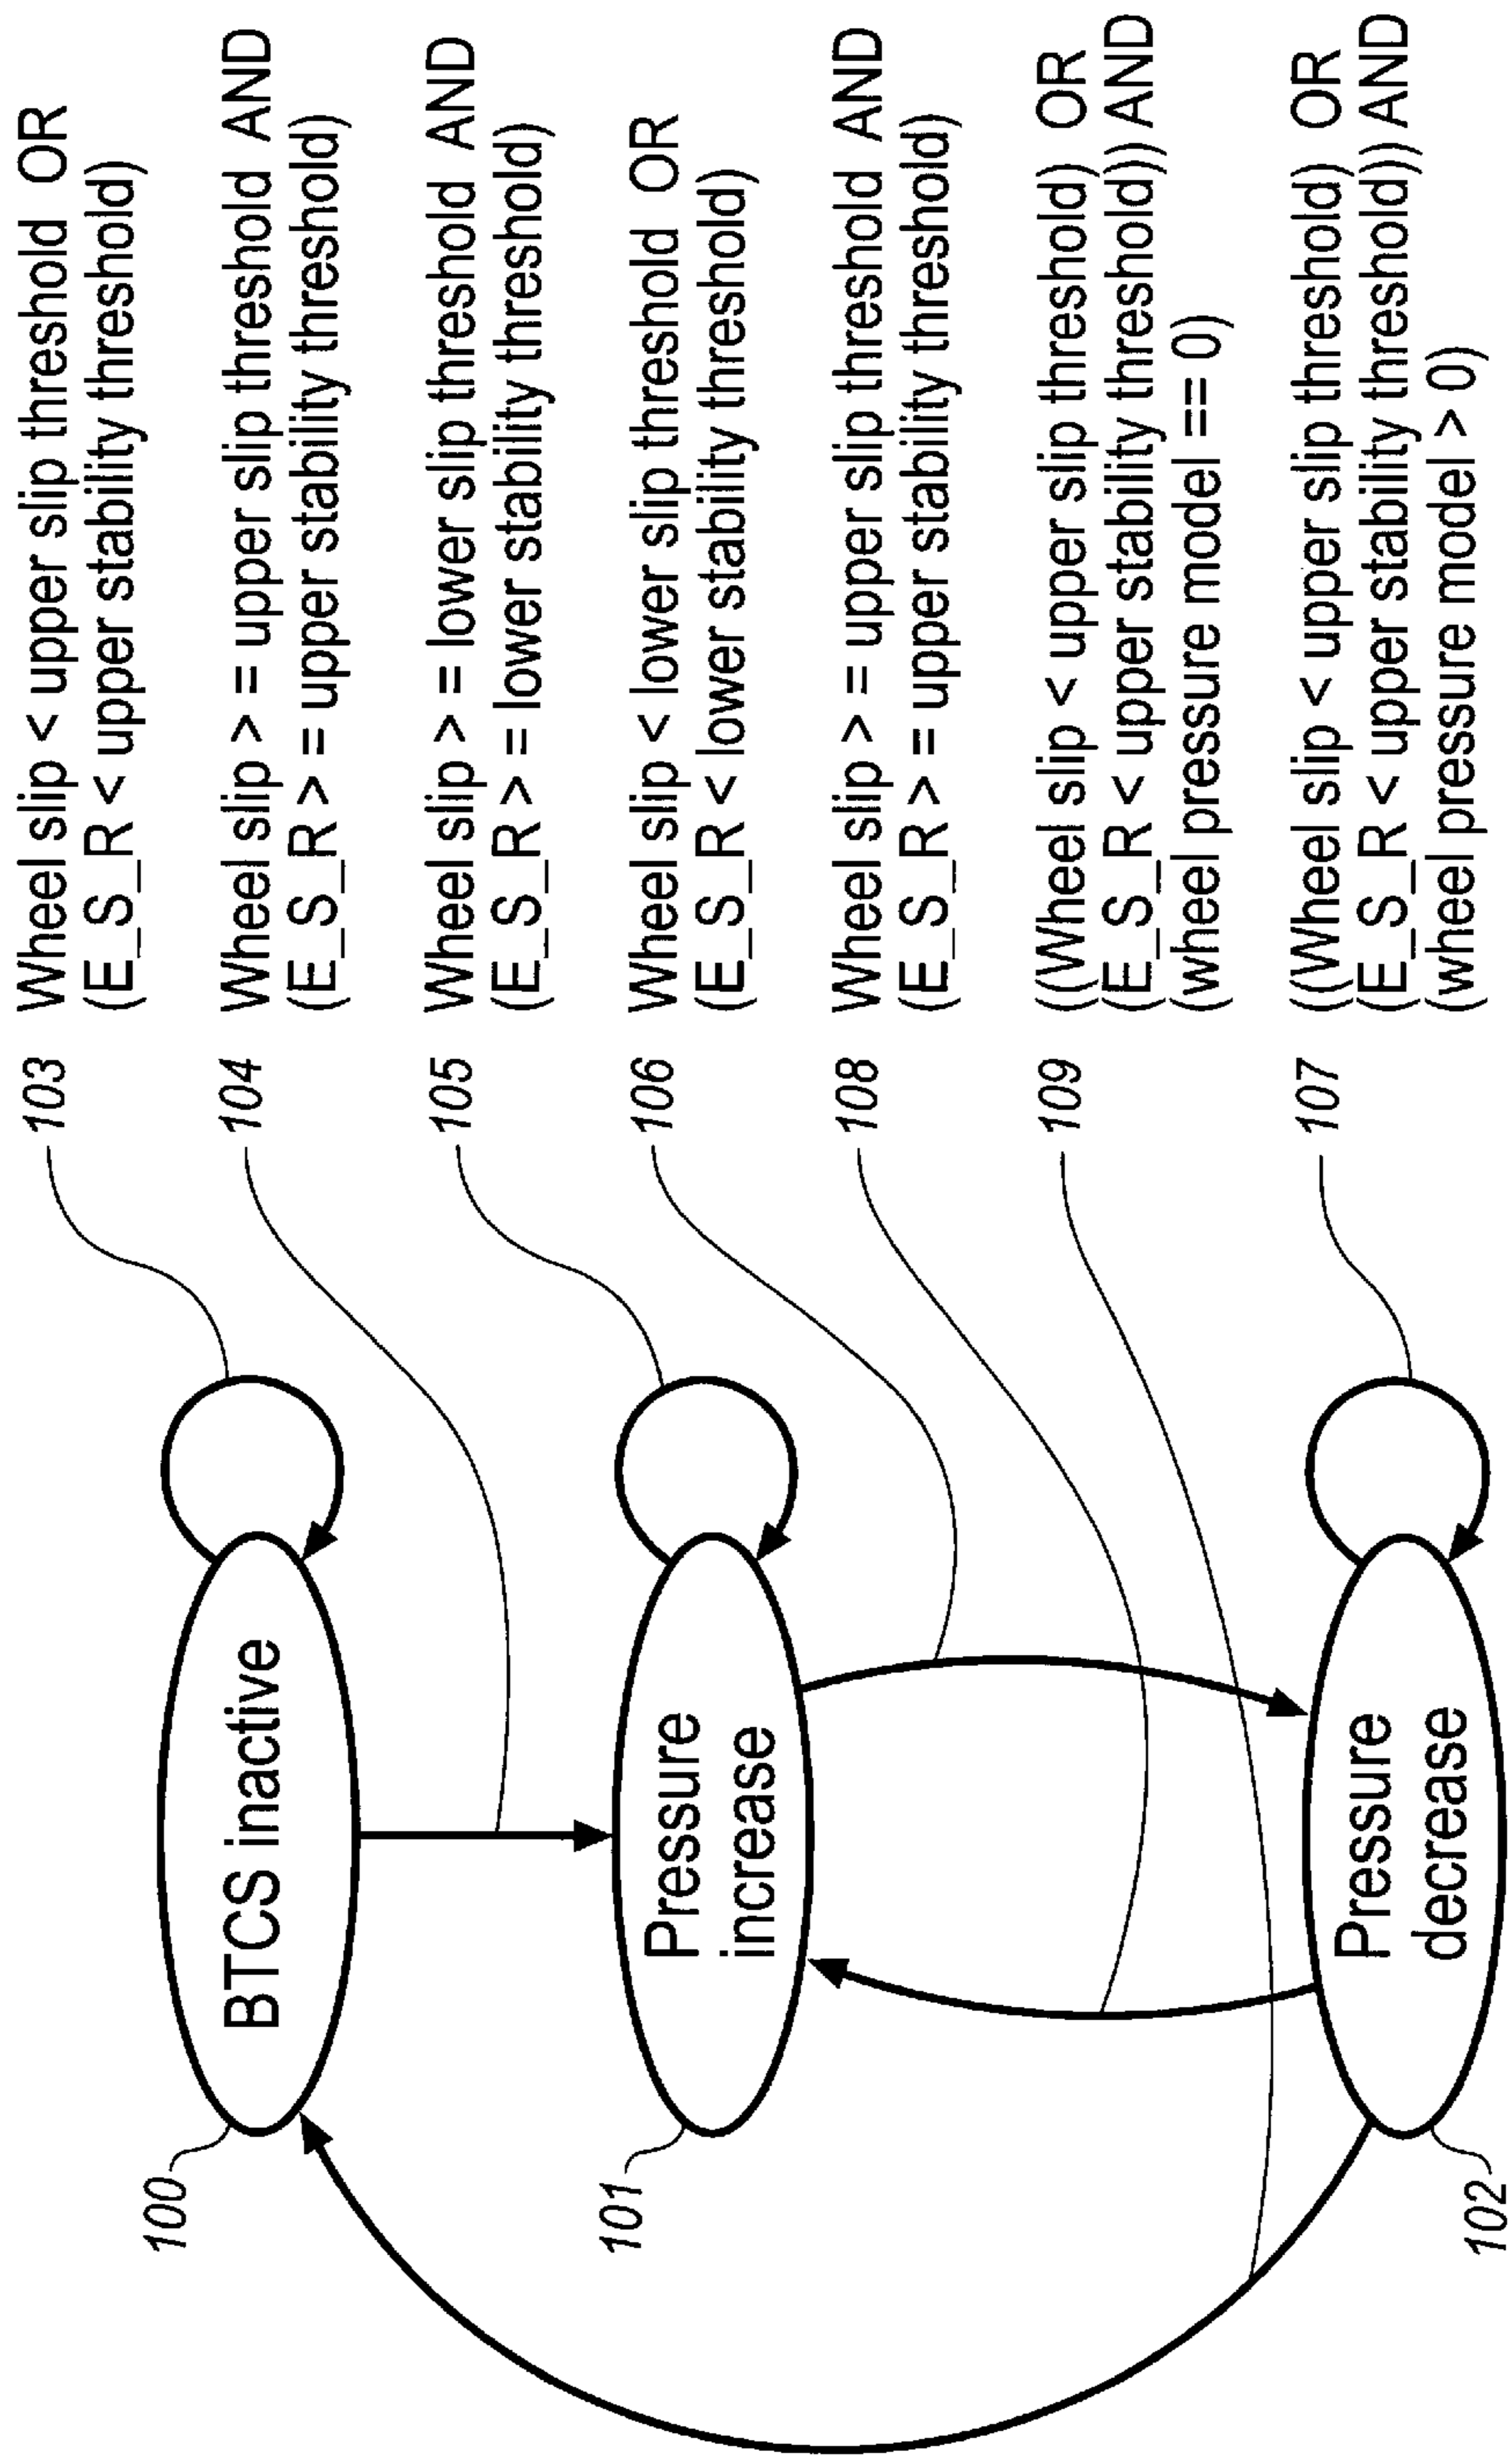 103
Wheel slip < upper slip threshold OR
(E_S_R < upper stability threshold)
104
Wheel slip > = upper slip threshold AND
(E_S_R > = upper stability threshold)
105
Wheel slip > = lower slip threshold AND
(E_S_R > = lower stability threshold)
106
Wheel slip < lower slip threshold OR
(E_S_R < lower stability threshold)
108
Wheel slip > = upper slip threshold AND
(E_S_R > = upper stability threshold)
109
((Wheel slip < upper slip threshold) OR
(E_S_R < upper stability threshold)) AND
(wheel pressure model == 0)
107
((Wheel slip < upper slip threshold) OR
(E_S_R < upper stability threshold)) AND
(wheel pressure model > 0)
100
BTCS inactive
101
Pressure
increase
102
Pressure
decrease